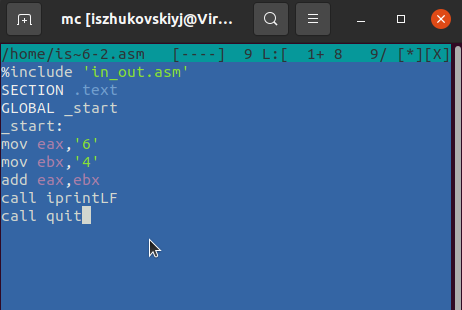 mc [iszhukovskiyj@Vir...
/home/is~6-2.asm   [----]  9 L:[  1+ 8   9/ [*][X]
%include 'in_out.asm'
SECTION .text
GLOBAL _start
_start:
mov eax,'6'
mov ebx,'4'
add eax,ebx
call iprintLF
call quit